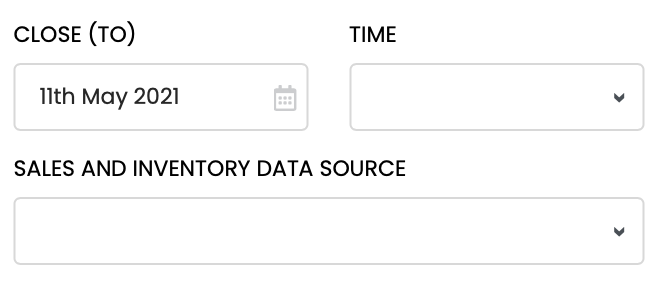 CLOSE (TO)
TIME
11th May 2021
SALES AND INVENTORY DATA SOURCE